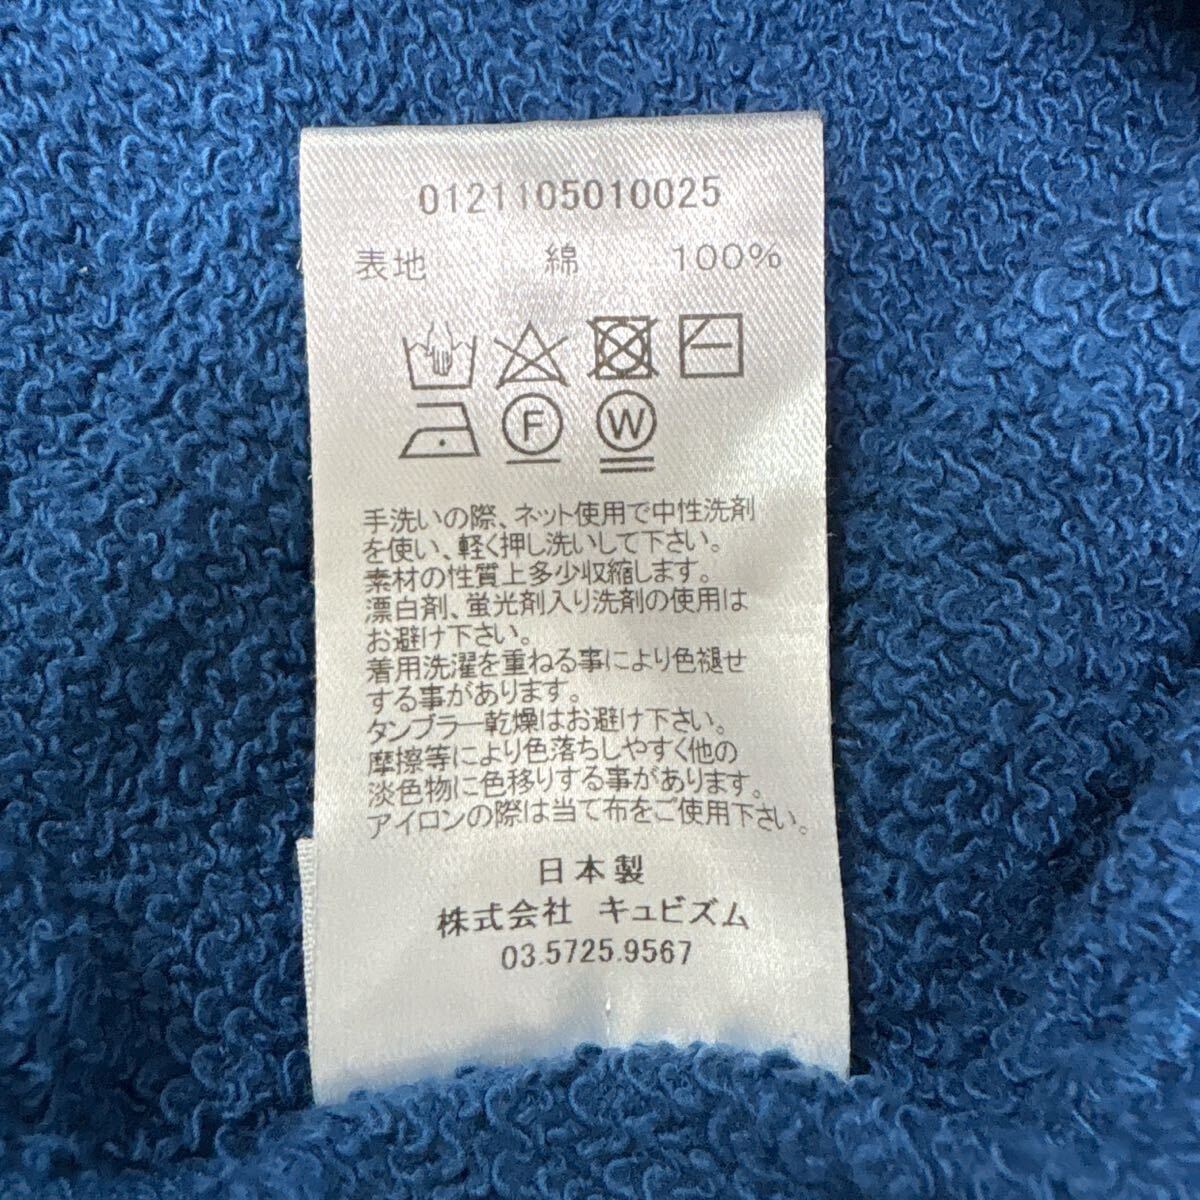 0121105010025
表地 綿 100%
F W
手洗いの際、ネット使用で中性洗剤
を使い、軽く押し洗いして下さい。
素材の性質上多少収縮します。
漂白剤、蛍光剤入り洗剤の使用は
お避け下さい。
着用洗濯を重ねる事により色褪せ
する事があります。
タンブラー乾燥はお避け下さい。
摩擦等により色落ちしやすく他の
淡色物に色移りする事があります。
アイロンの際は当て布をご使用下さい。
日本製
株式会社 キュビズム
03.5725.9567